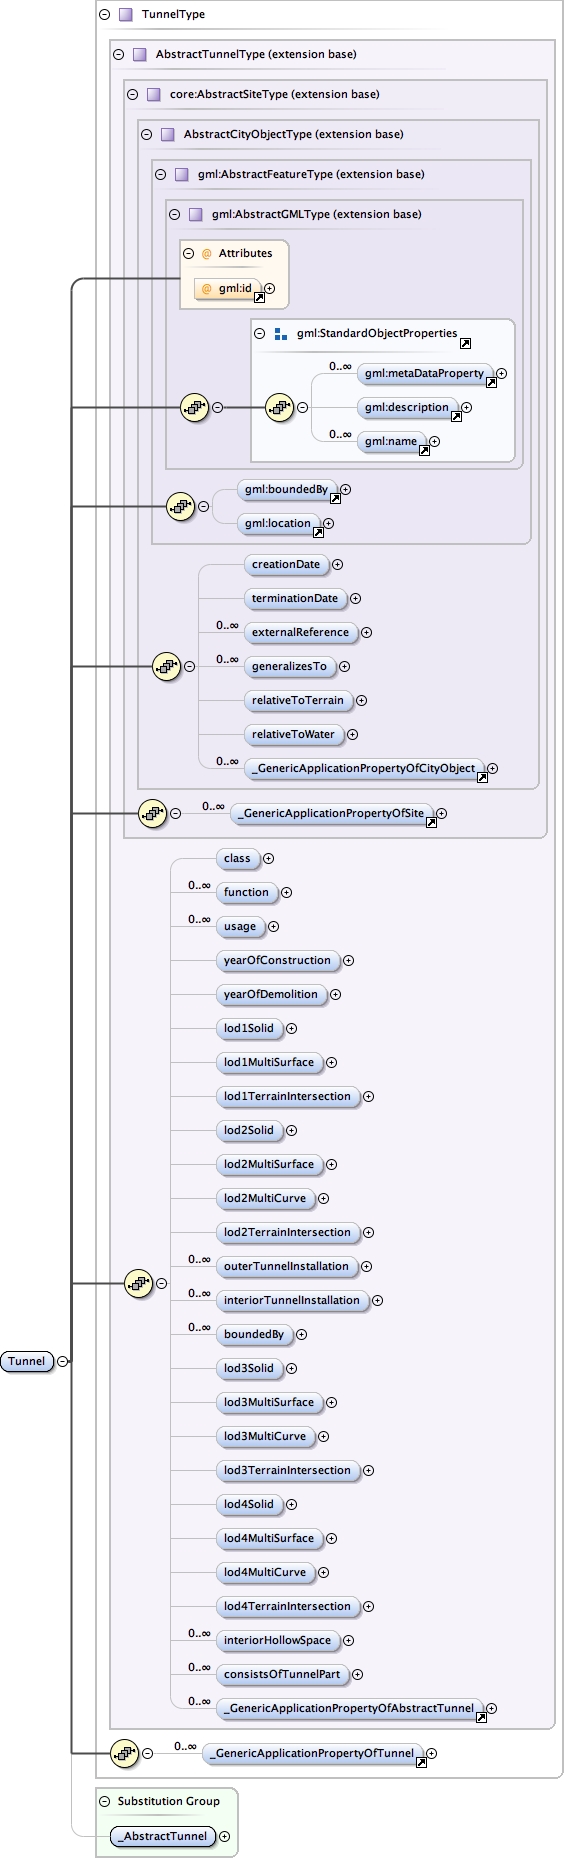 TunnelType
AbstractTunnelType (extension base)
core:AbstractSiteType (extension base)
AbstractCityObjectType (extension base)
gml:AbstractFeatureType (extension base)
gml:AbstractGMLType (extension base)
@ Attributes
@ gml:id
gml:StandardObjectProperties
0..∞ gml:metaDataProperty
gml:description
0..∞ gml:name
gml:boundedBy
gml:location
creationDate
terminationDate
0..∞ externalReference
0..∞ generalizesTo
relativeToTerrain
relativeToWater
0..∞ _GenericApplicationPropertyOfCityObject
0..∞ _GenericApplicationPropertyOfSite
class
0..∞ function
0..∞ usage
yearOfConstruction
yearOfDemolition
lod1Solid
lod1MultiSurface
lod1TerrainIntersection
lod2Solid
lod2MultiSurface
lod2MultiCurve
lod2TerrainIntersection
0..∞ outerTunnelInstallation
0..∞ interiorTunnelInstallation
0..∞ boundedBy
Tunnel
lod3Solid
lod3MultiSurface
lod3MultiCurve
lod3TerrainIntersection
lod4Solid
lod4MultiSurface
lod4MultiCurve
lod4TerrainIntersection
0..∞ interiorHollowSpace
0..∞ consistsOfTunnelPart
0..∞ _GenericApplicationPropertyOfAbstractTunnel
0..∞ _GenericApplicationPropertyOfTunnel
Substitution Group
_AbstractTunnel